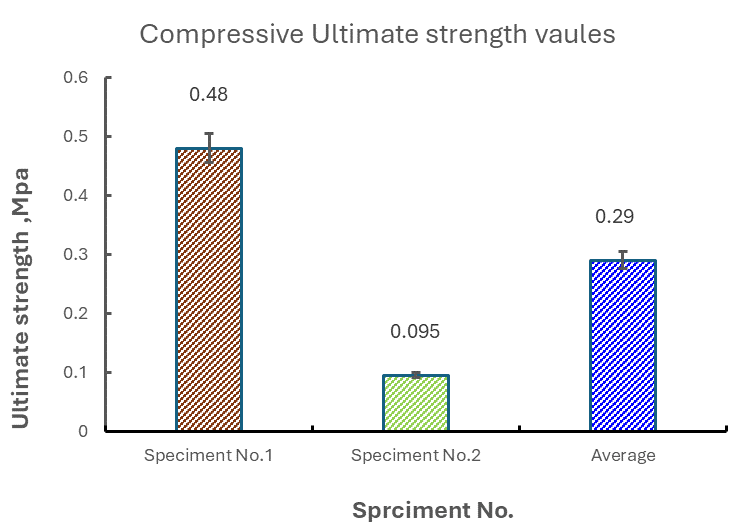 Compressive Ultimate strength vaules
Ultimate strength ,Mpa
0.6
0.5
0.4
0.3
0.2
0.1
0
0.48
0.095
0.29
Speciment No.1
Speciment No.2
Average
Sprciment No.